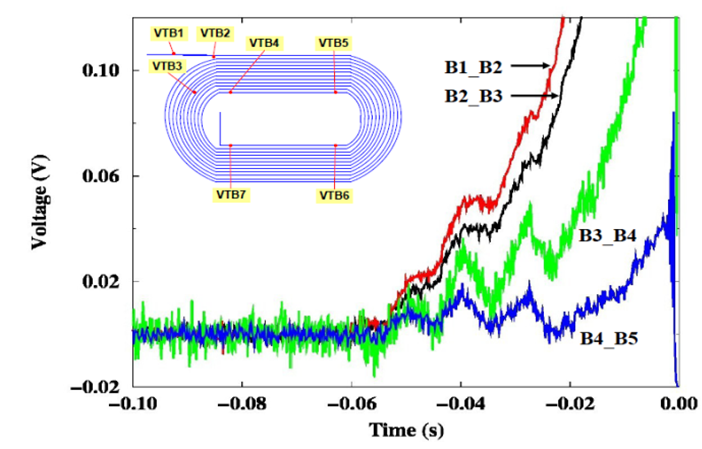 VTB1 VTB2 VTB4 VTB5
VTB3
VTB7 VTB6
B1_B2
B2_B3
B3_B4
B4_B5
0.10
0.06
0.02
−0.02
Voltage (V)
−0.10 −0.08 −0.06 −0.04 −0.02 0.00
Time (s)